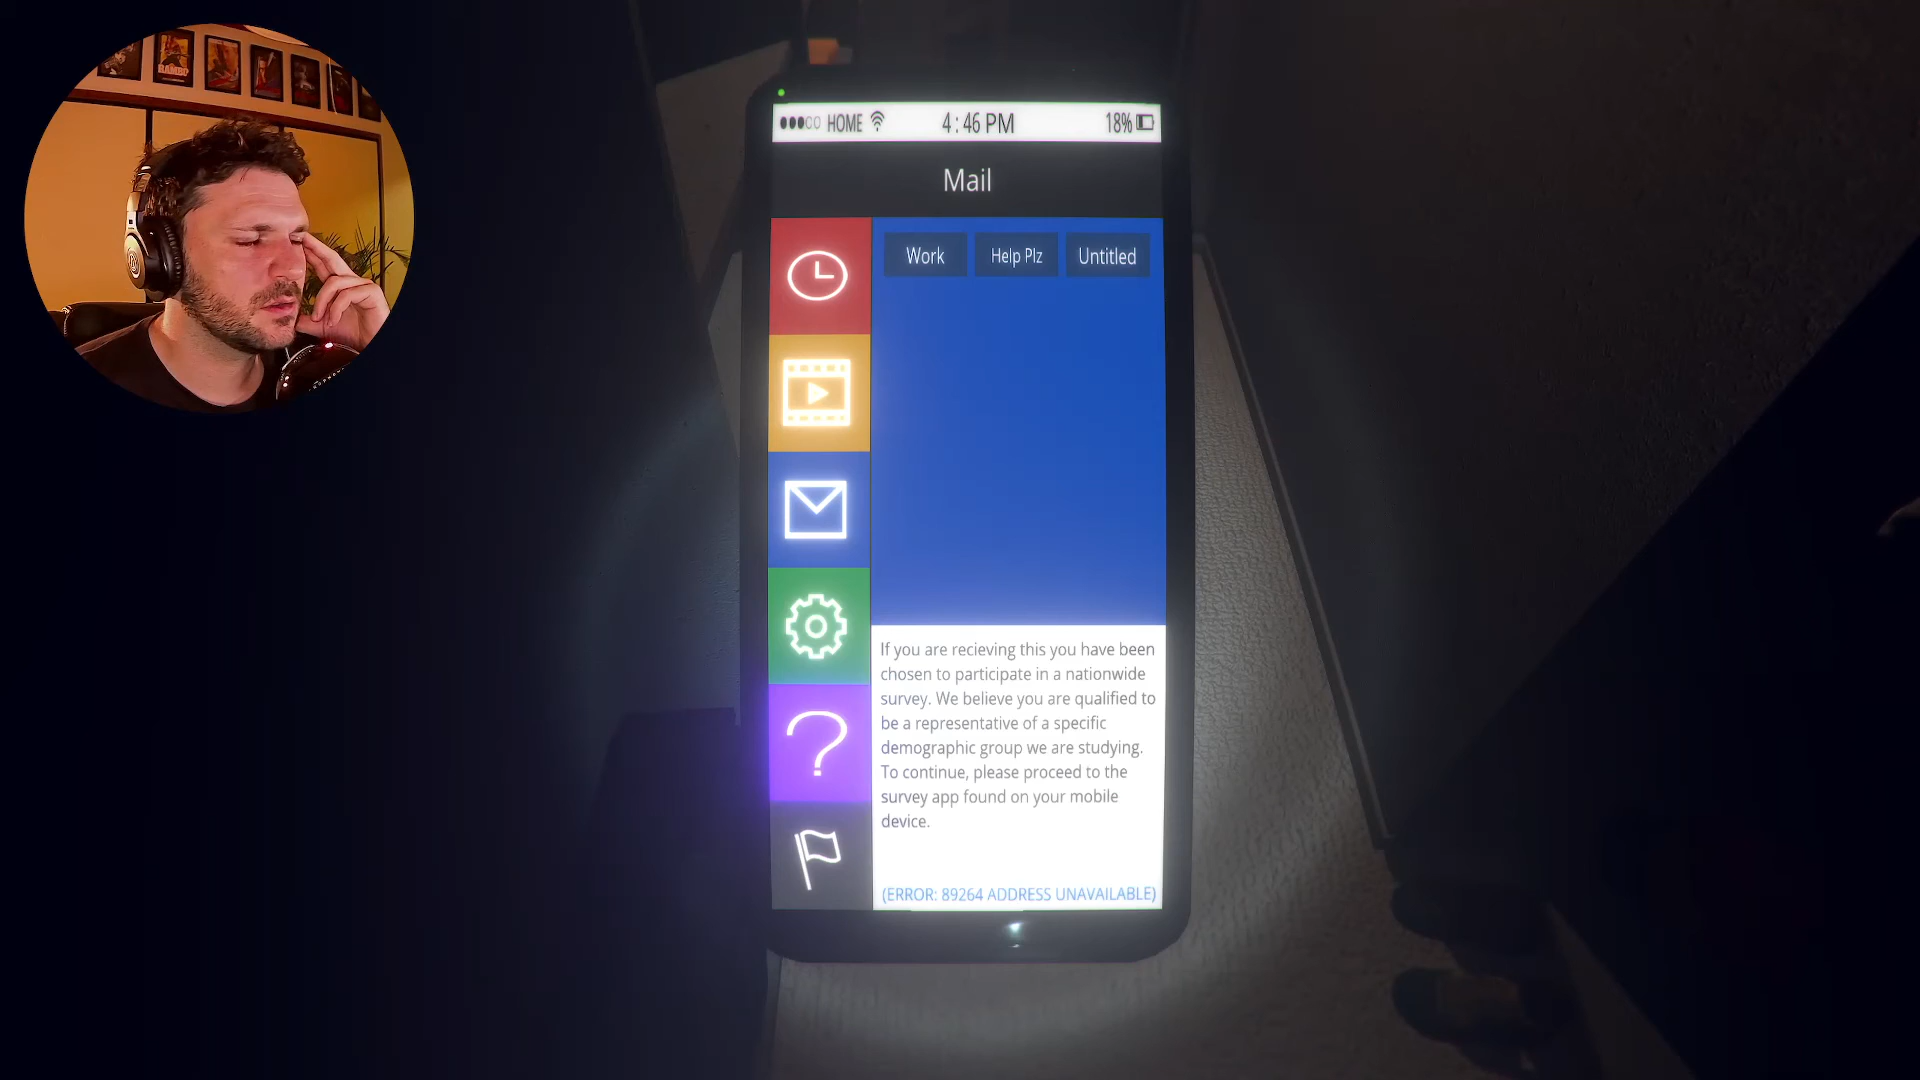 RAMBO
HOME 4:46 PM 18%
Mail
Work Help Plz Untitled
If you are recieving this you have been
chosen to participate in a nationwide
survey. We believe you are qualified to
be a representative of a specific
demographic group we are studying.
To continue, please proceed to the
survey app found on your mobile
device.
(ERROR: 89264 ADDRESS UNAVAILABLE)